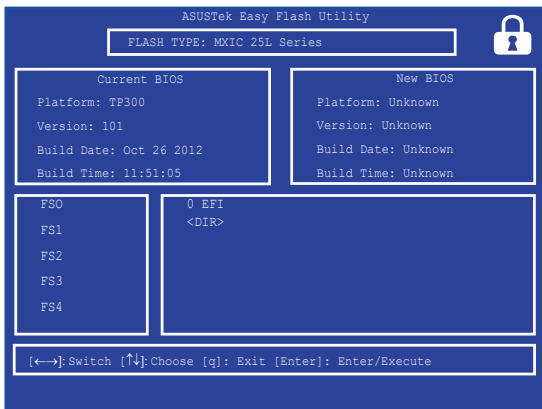 ASUSTek Easy Flash Utility
FLASH TYPE: MXIC 25L Series
Current BIOS
Platform: TP300
Version: 101
Build Date: Oct 26 2012
Build Time: 11:51:05
New BIOS
Platform: Unknown
Version: Unknown
Build Date: Unknown
Build Time: Unknown
FSO
FS1
FS2
FS3
FS4
0 EFI
<DIR>
[←→]: Switch [↑↓]: Choose [q]: Exit [Enter]: Enter/Execute